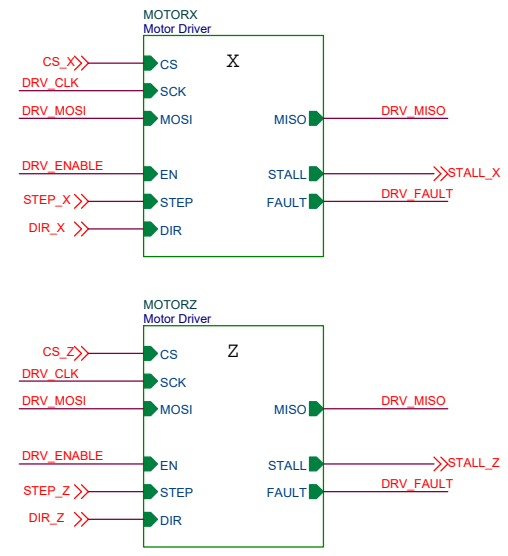 MOTORX
Motor Driver
X
CS_X CS
DRV_CLK SCK
DRV_MOSI MOSI MISO DRV_MISO
DRV_ENABLE EN STALL STALL_X
STEP_X STEP FAULT DRV_FAULT
DIR_X DIR
MOTORZ
Motor Driver
Z
CS_Z CS
DRV_CLK SCK
DRV_MOSI MOSI MISO DRV_MISO
DRV_ENABLE EN STALL STALL_Z
STEP_Z STEP FAULT DRV_FAULT
DIR_Z DIR